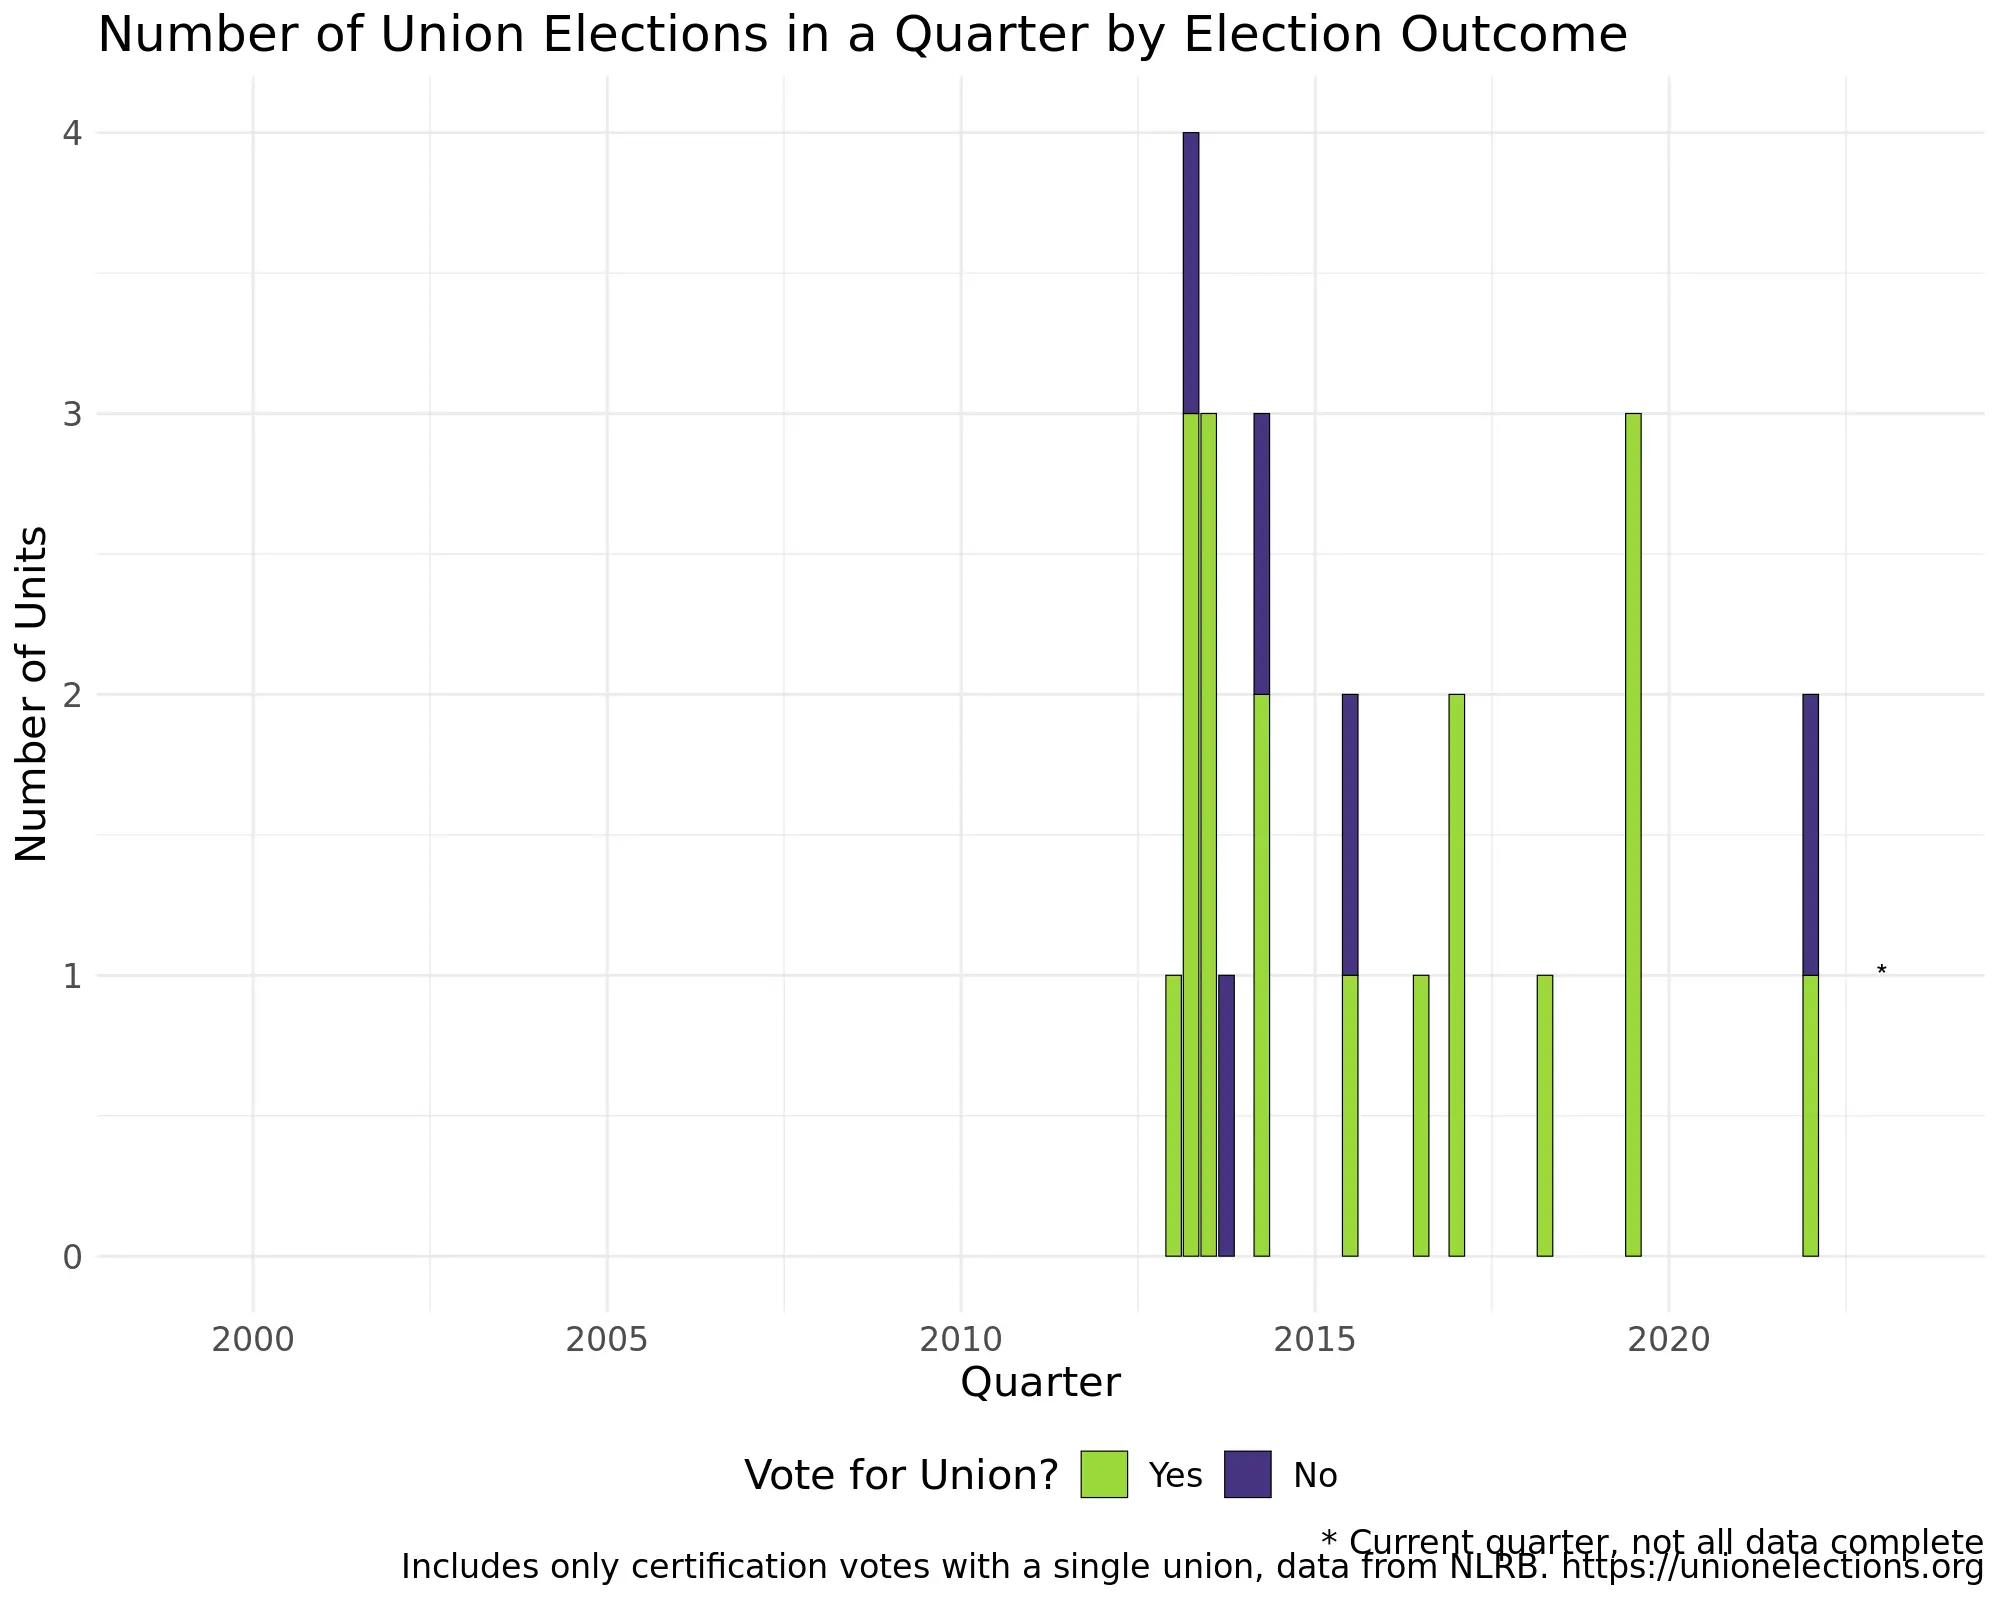 Number of Union Elections in a Quarter by Election Outcome
Number of Units
4
3
2
1
0
*
2000 2005 2010 2015 2020
Quarter
Vote for Union? Yes No
* Current quarter, not all data complete
Includes only certification votes with a single union, data from NLRB. https://unionelections.org